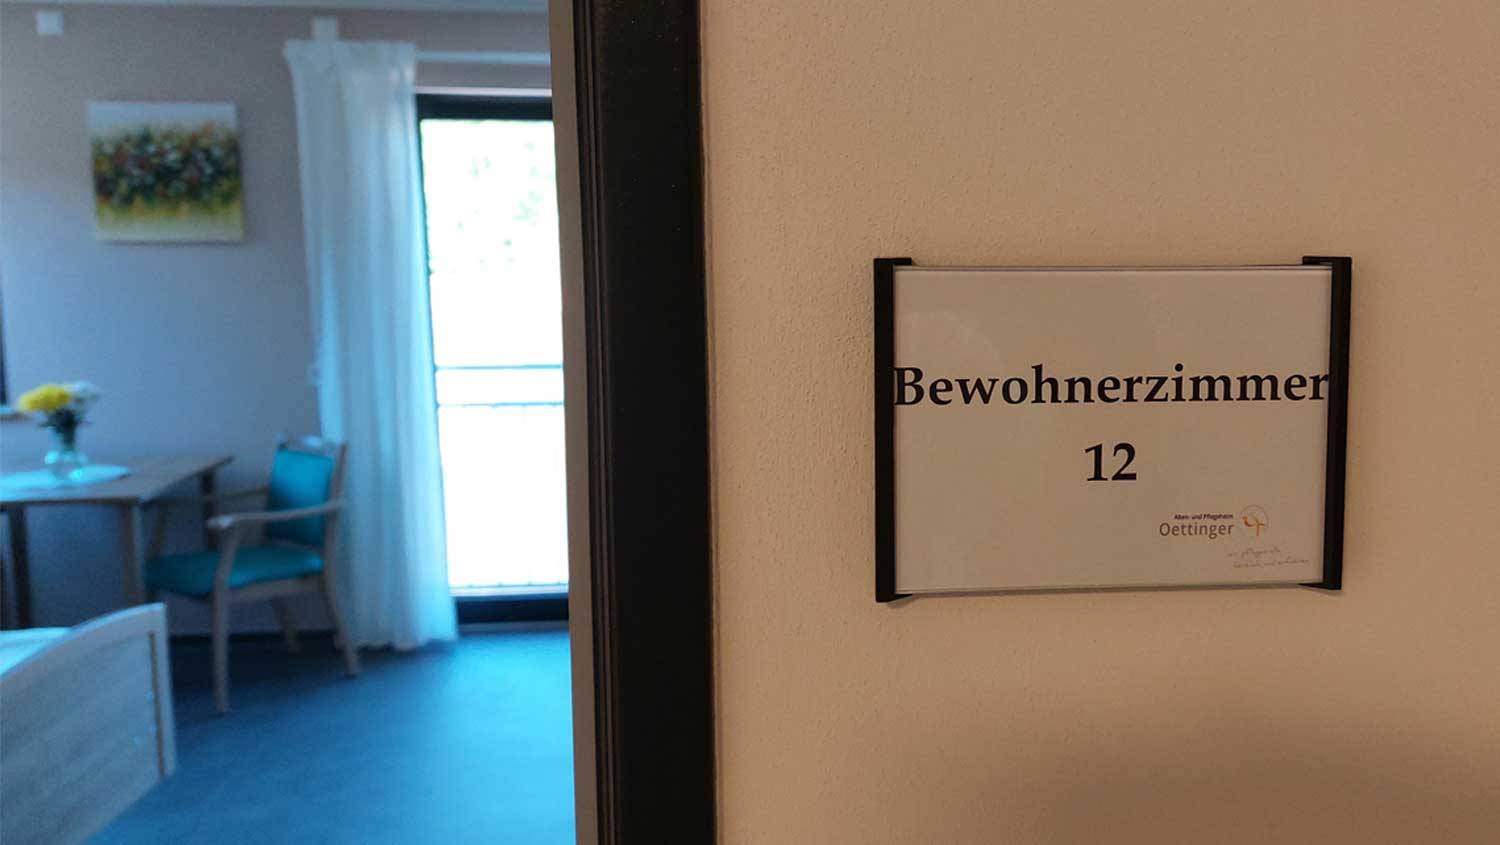 Bewohnerzimmer
12
Alten- und Pflegeheim
Oettinger